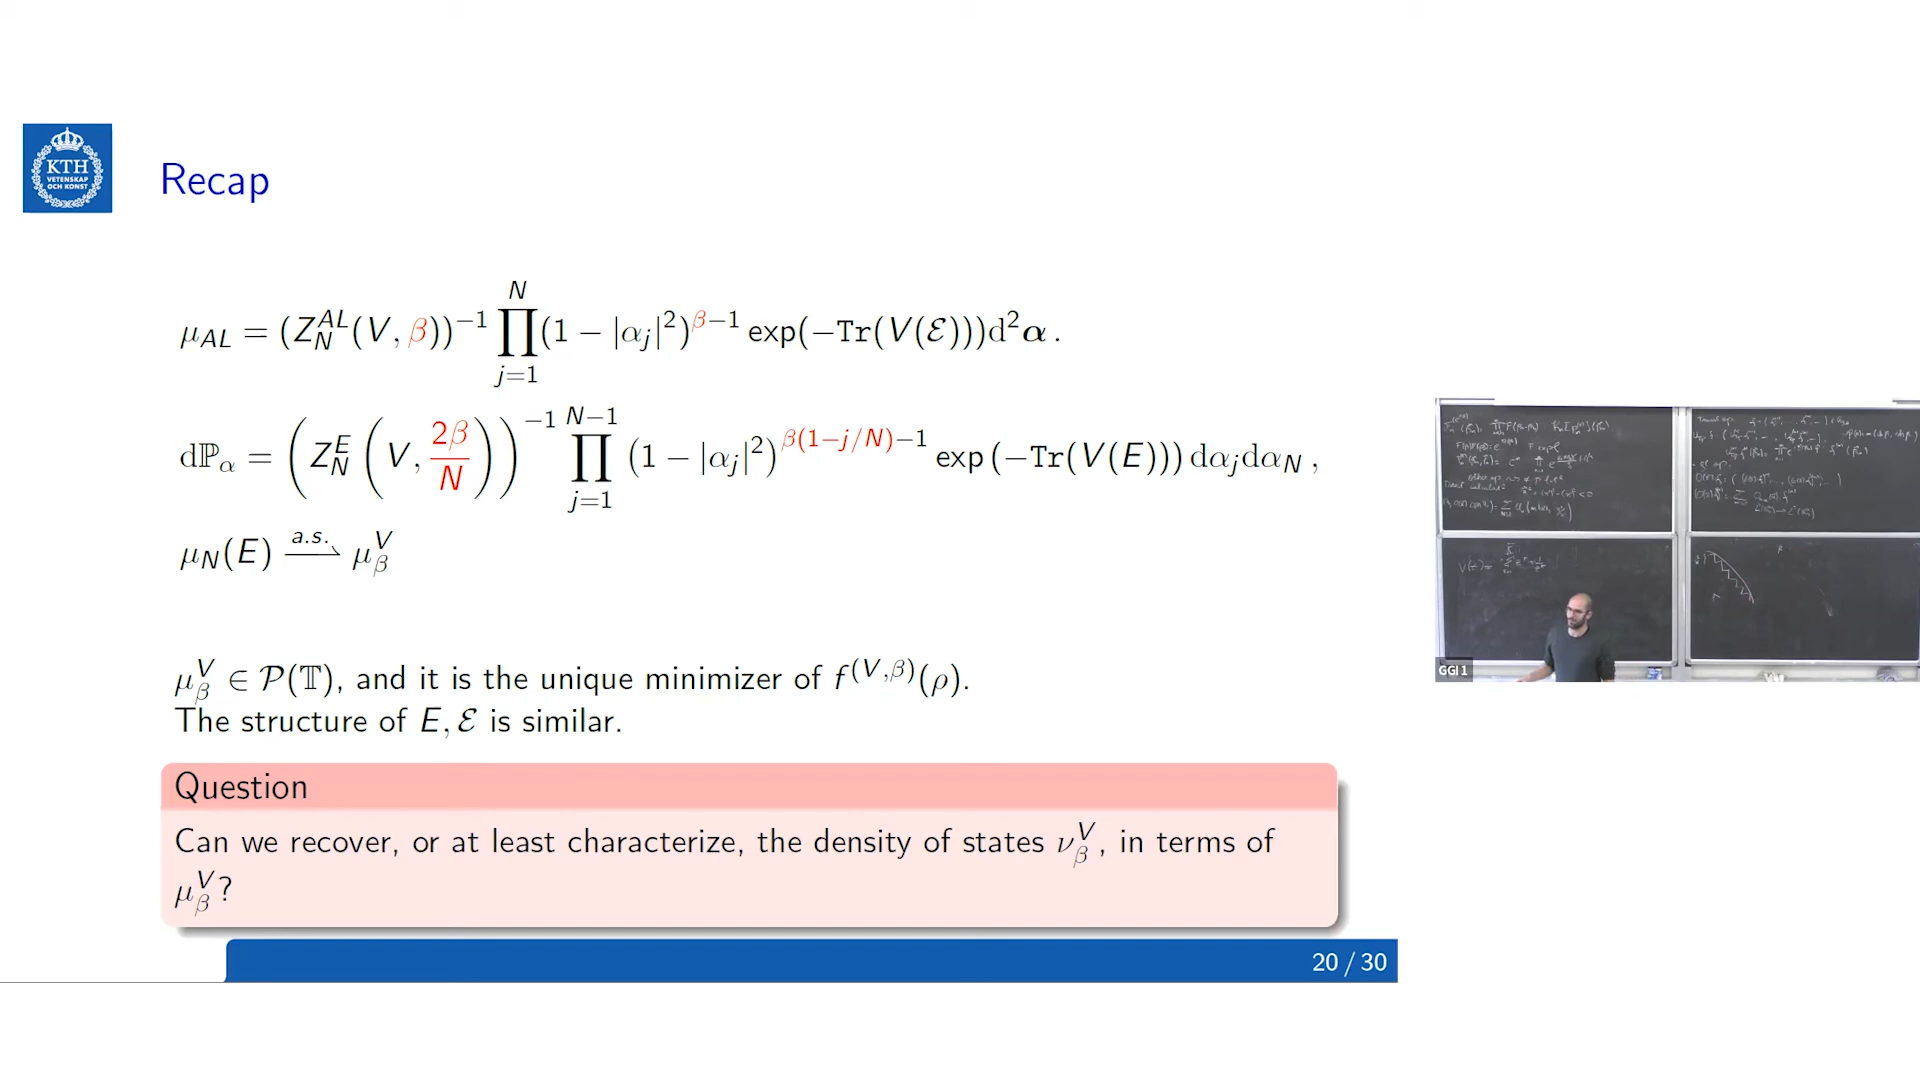 KTH
VETENSKAP
OCH KONST
Recap
μ_AL = (Z_N^{AL}(V, β))^{-1} ∏_{j=1}^{N} (1 − |α_j|^2)^{β−1} exp(−Tr(V(ℰ)))d^2α .
dℙ_α = (Z_N^E (V, 2β/N))^{-1} ∏_{j=1}^{N−1} (1 − |α_j|^2)^{β(1−j/N)−1} exp (−Tr(V(E))) dα_jdα_N ,
μ_N(E) a.s. ⇀ μ_β^V
μ_β^V ∈ 𝒫(𝕋), and it is the unique minimizer of f^{(V,β)}(ρ).
The structure of E, ℰ is similar.
Question
Can we recover, or at least characterize, the density of states ν_β^V, in terms of
μ_β^V?
20 / 30
GGI 1